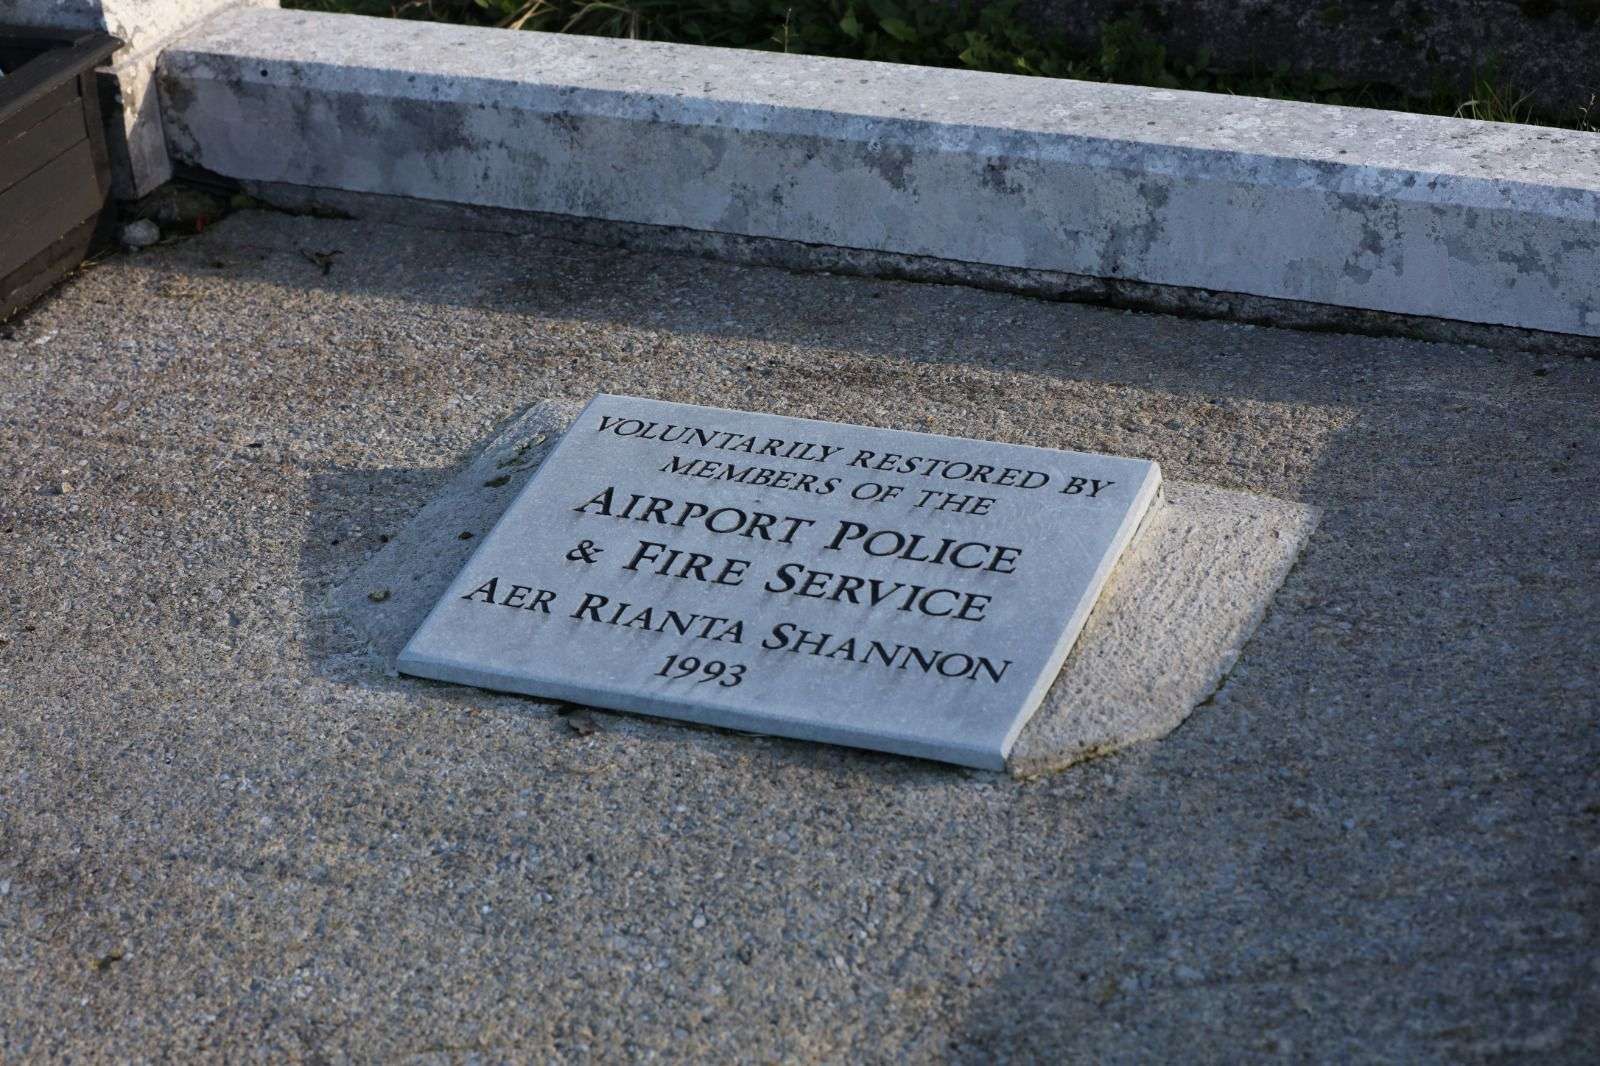 VOLUNTARILY RESTORED BY
MEMBERS OF THE
AIRPORT POLICE
& FIRE SERVICE
AER RIANTA SHANNON
1993